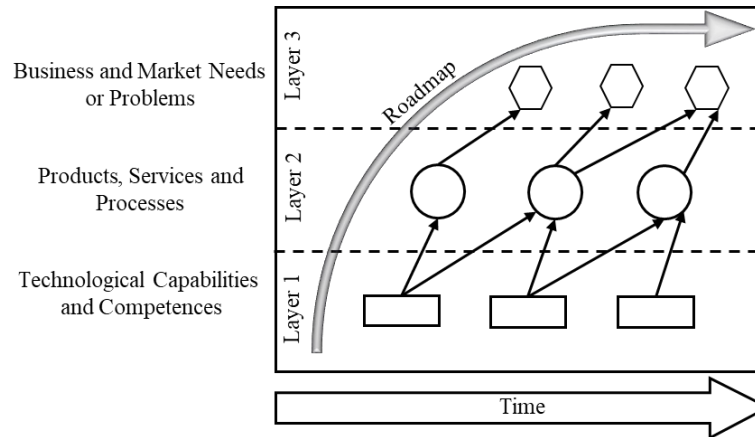 Business and Market Needs
or Problems
Layer 3
Roadmap
Products, Services and
Processes
Layer 2
Technological Capabilities
and Competences
Layer 1
Time